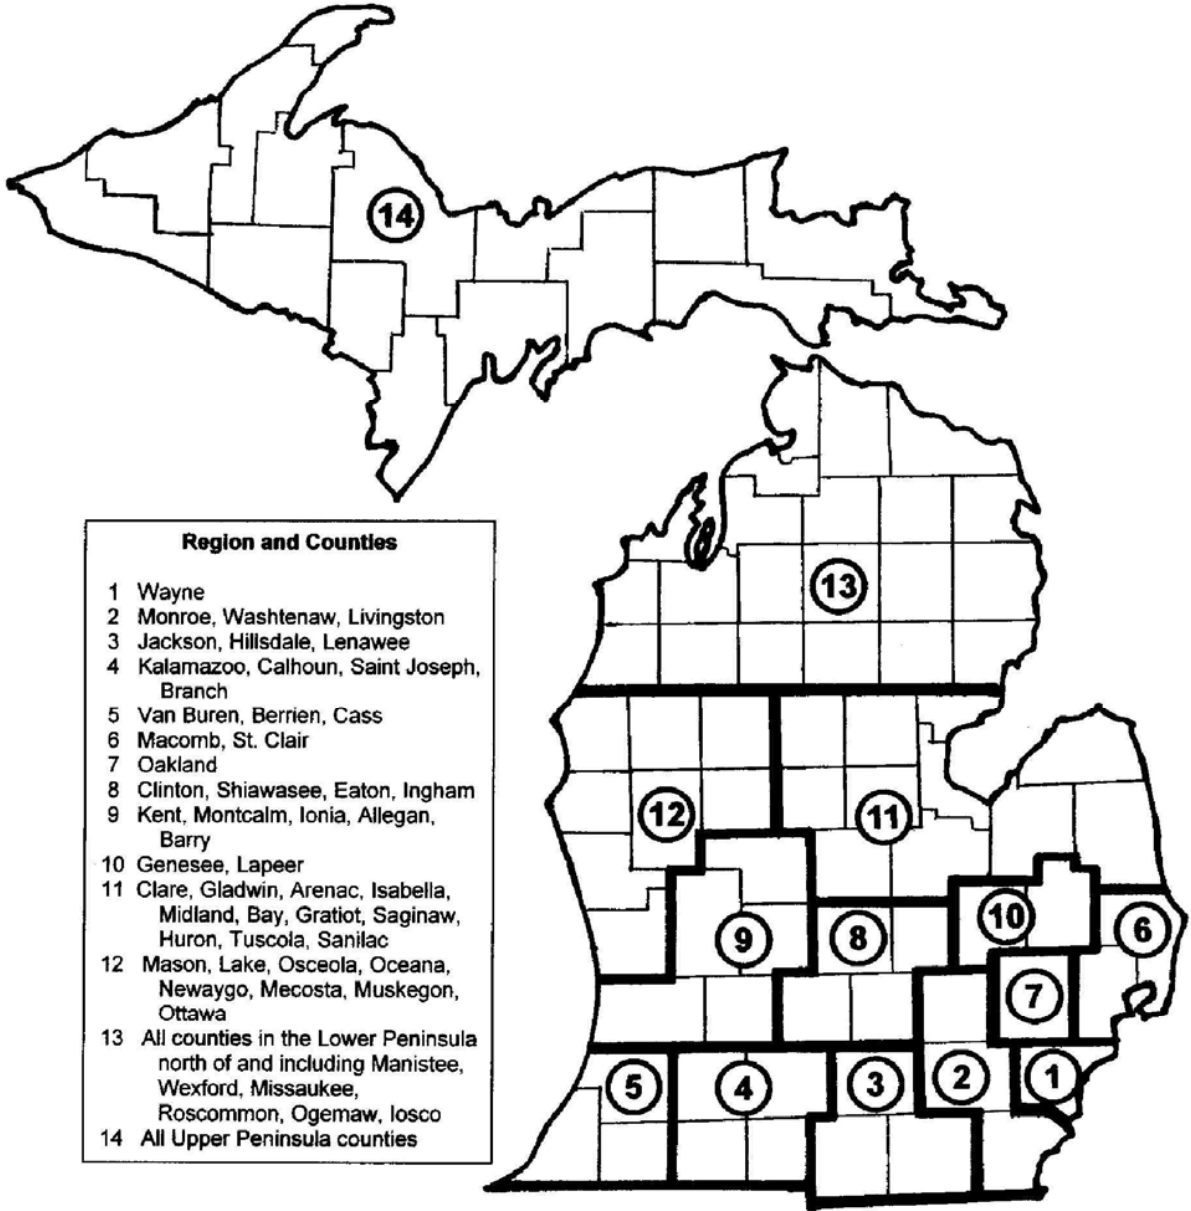 14
13
Region and Counties
1 Wayne
2 Monroe, Washtenaw, Livingston
3 Jackson, Hillsdale, Lenawee
4 Kalamazoo, Calhoun, Saint Joseph,
Branch
5 Van Buren, Berrien, Cass
6 Macomb, St. Clair
7 Oakland
8 Clinton, Shiawasee, Eaton, Ingham
9 Kent, Montcalm, Ionia, Allegan,
Barry
10 Genesee, Lapeer
11 Clare, Gladwin, Arenac, Isabella,
Midland, Bay, Gratiot, Saginaw,
Huron, Tuscola, Sanilac
12 Mason, Lake, Osceola, Oceana,
Newaygo, Mecosta, Muskegon,
Ottawa
13 All counties in the Lower Peninsula
north of and including Manistee,
Wexford, Missaukee,
Roscommon, Ogemaw, Iosco
14 All Upper Peninsula counties
12
11
9
8
10
6
7
5
4
3
2
1